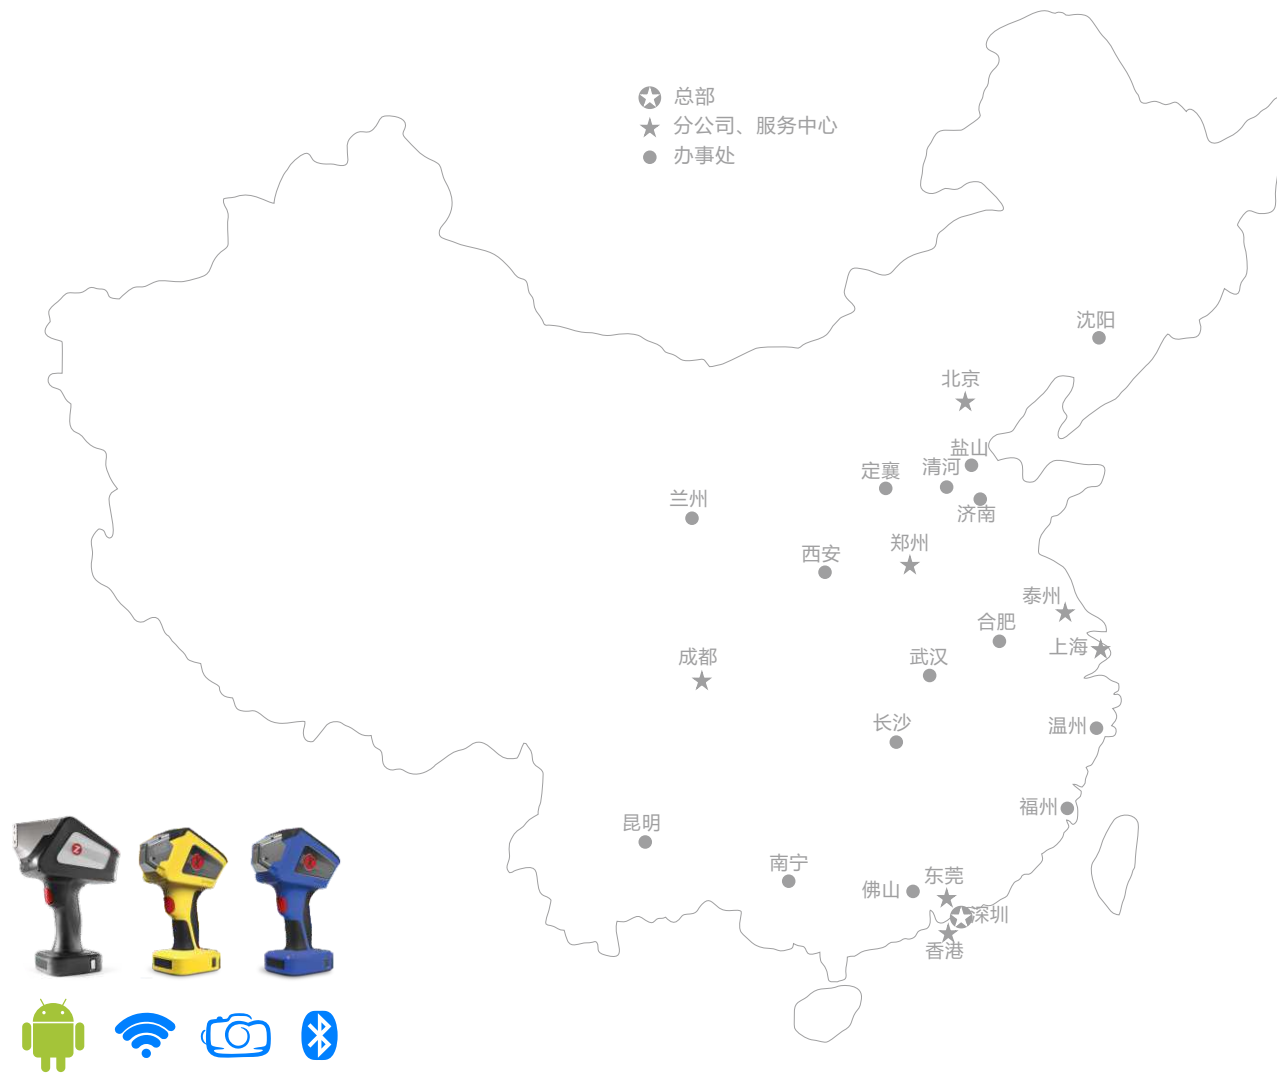 总部
分公司、服务中心
办事处
沈阳
北京
盐山
清河
定襄
济南
兰州
郑州
西安
泰州
合肥
上海
武汉
成都
长沙
温州
福州
昆明
南宁
东莞
佛山
深圳
香港